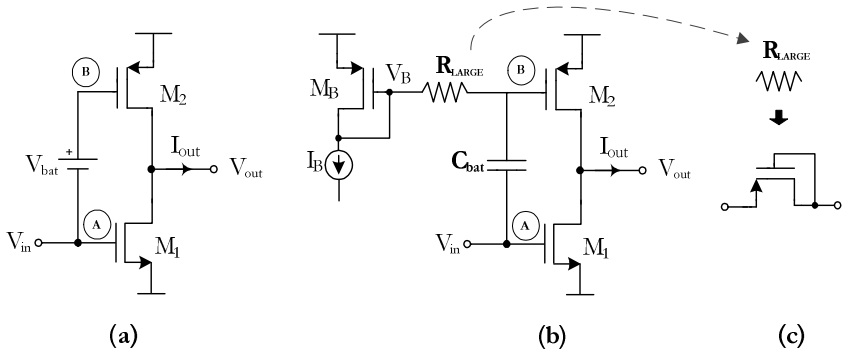 B
M2
Iout
Vbat
+
Vout
A
Vin
M1
(a)
VB
RLARGE
B
MB
M2
IB
Cbat
Iout
Vout
A
Vin
M1
(b)
RLARGE
(c)